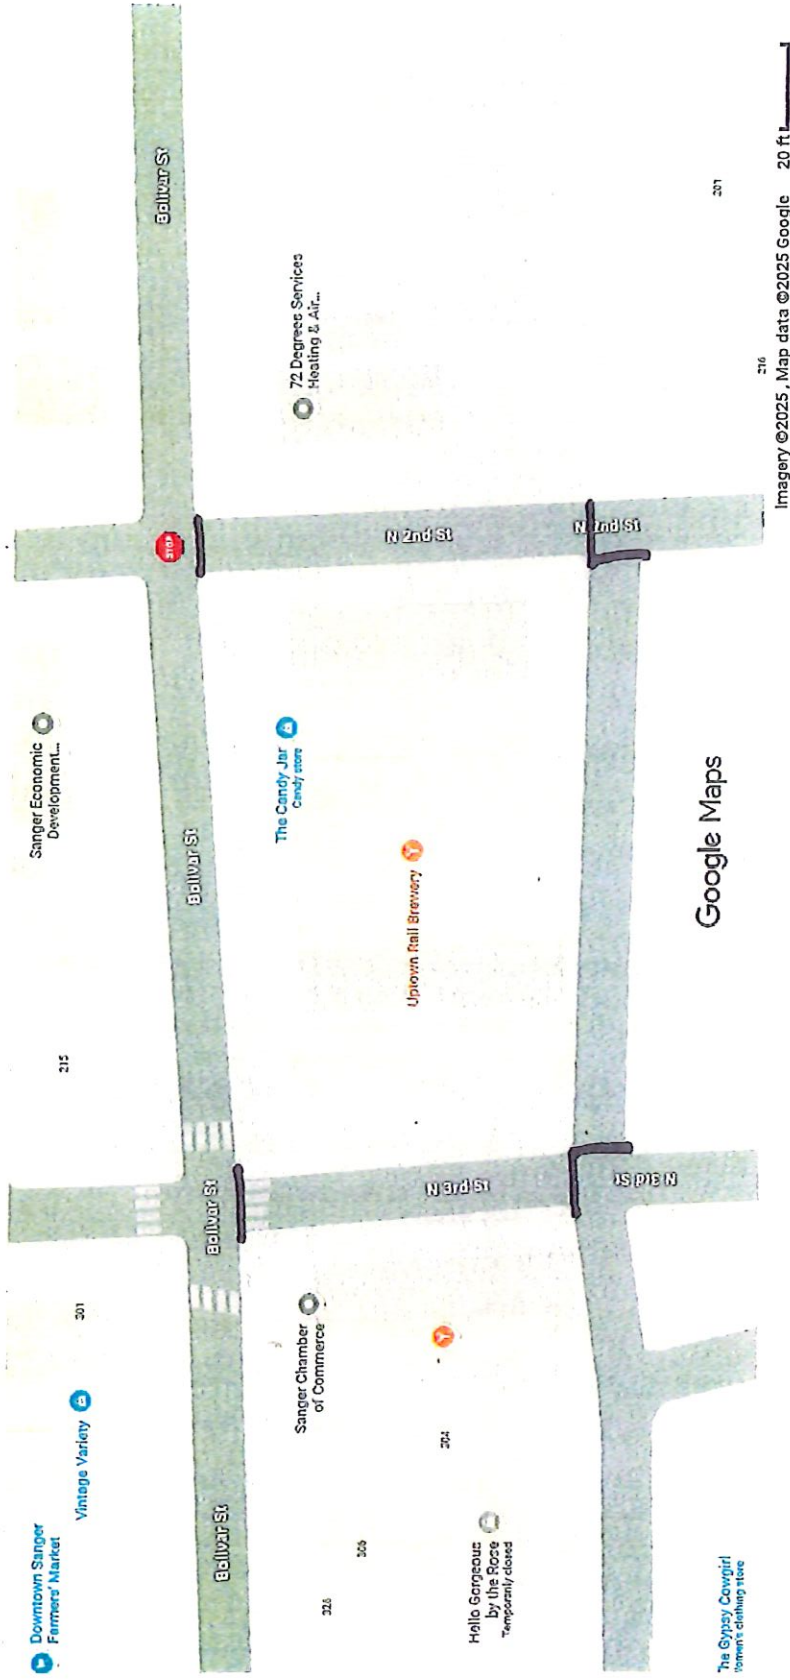 Downtown Sanger
Farmers' Market
Vintage Variety
301
215
Sanger Economic
Development...
Bolivar St
Bolivar St
Bolivar St
Bolivar St
STOP
328
306
Sanger Chamber
of Commerce
204
Hello Gorgeous
by the Rose
Temporarily closed
The Candy Jar
Candy store
72 Degrees Services
Heating & Air...
Uptown Rail Brewery
N 3rd St
N 2nd St
N 3rd St
N 2nd St
The Gypsy Cowgirl
omen's clothing store
Google Maps
201
216
Imagery ©2025 , Map data ©2025 Google 20 ft